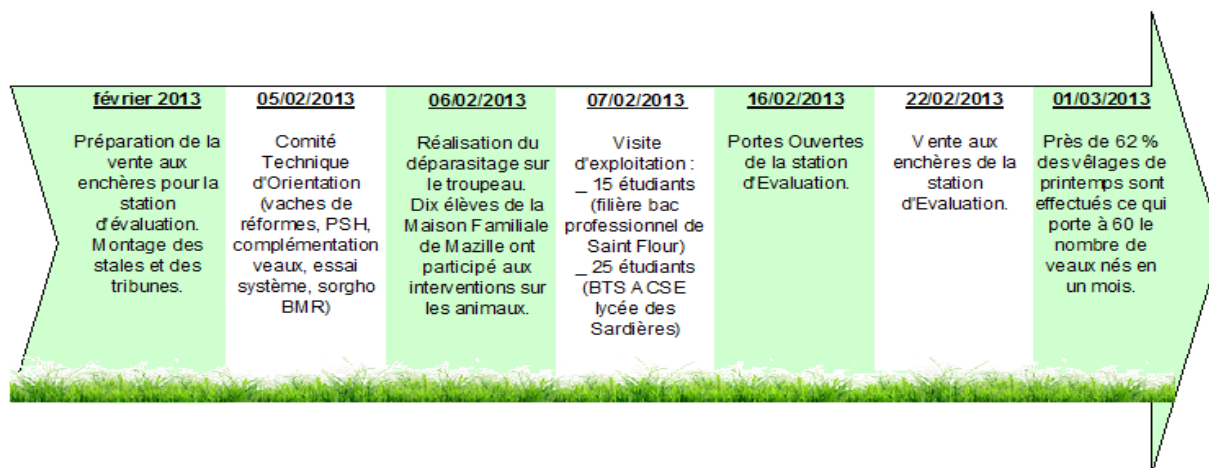 février 2013
Préparation de la
vente aux
enchères pour la
station
d'évaluation.
Montage des
stales et des
tribunes.
05/02/2013
Comité
Technique
d'Orientation
(vaches de
réformes, PSH,
complémentation
veaux, essai
système, sorgho
BMR)
06/02/2013
Réalisation du
déparasitage sur
le troupeau.
Dix élèves de la
Maison Familiale
de Mazille ont
participé aux
interventions sur
les animaux.
07/02/2013
Visite
d'exploitation :
_ 15 étudiants
(filière bac
professionnel de
Saint Flour)
_ 25 étudiants
(BTS ACSE
lycée des
Sardières)
16/02/2013
Portes Ouvertes
de la station
d'Evaluation.
22/02/2013
Vente aux
enchères de la
station
d'Evaluation.
01/03/2013
Près de 62 %
des vêlages de
printemps sont
effectués ce qui
porte à 60 le
nombre de
veaux nés en
un mois.